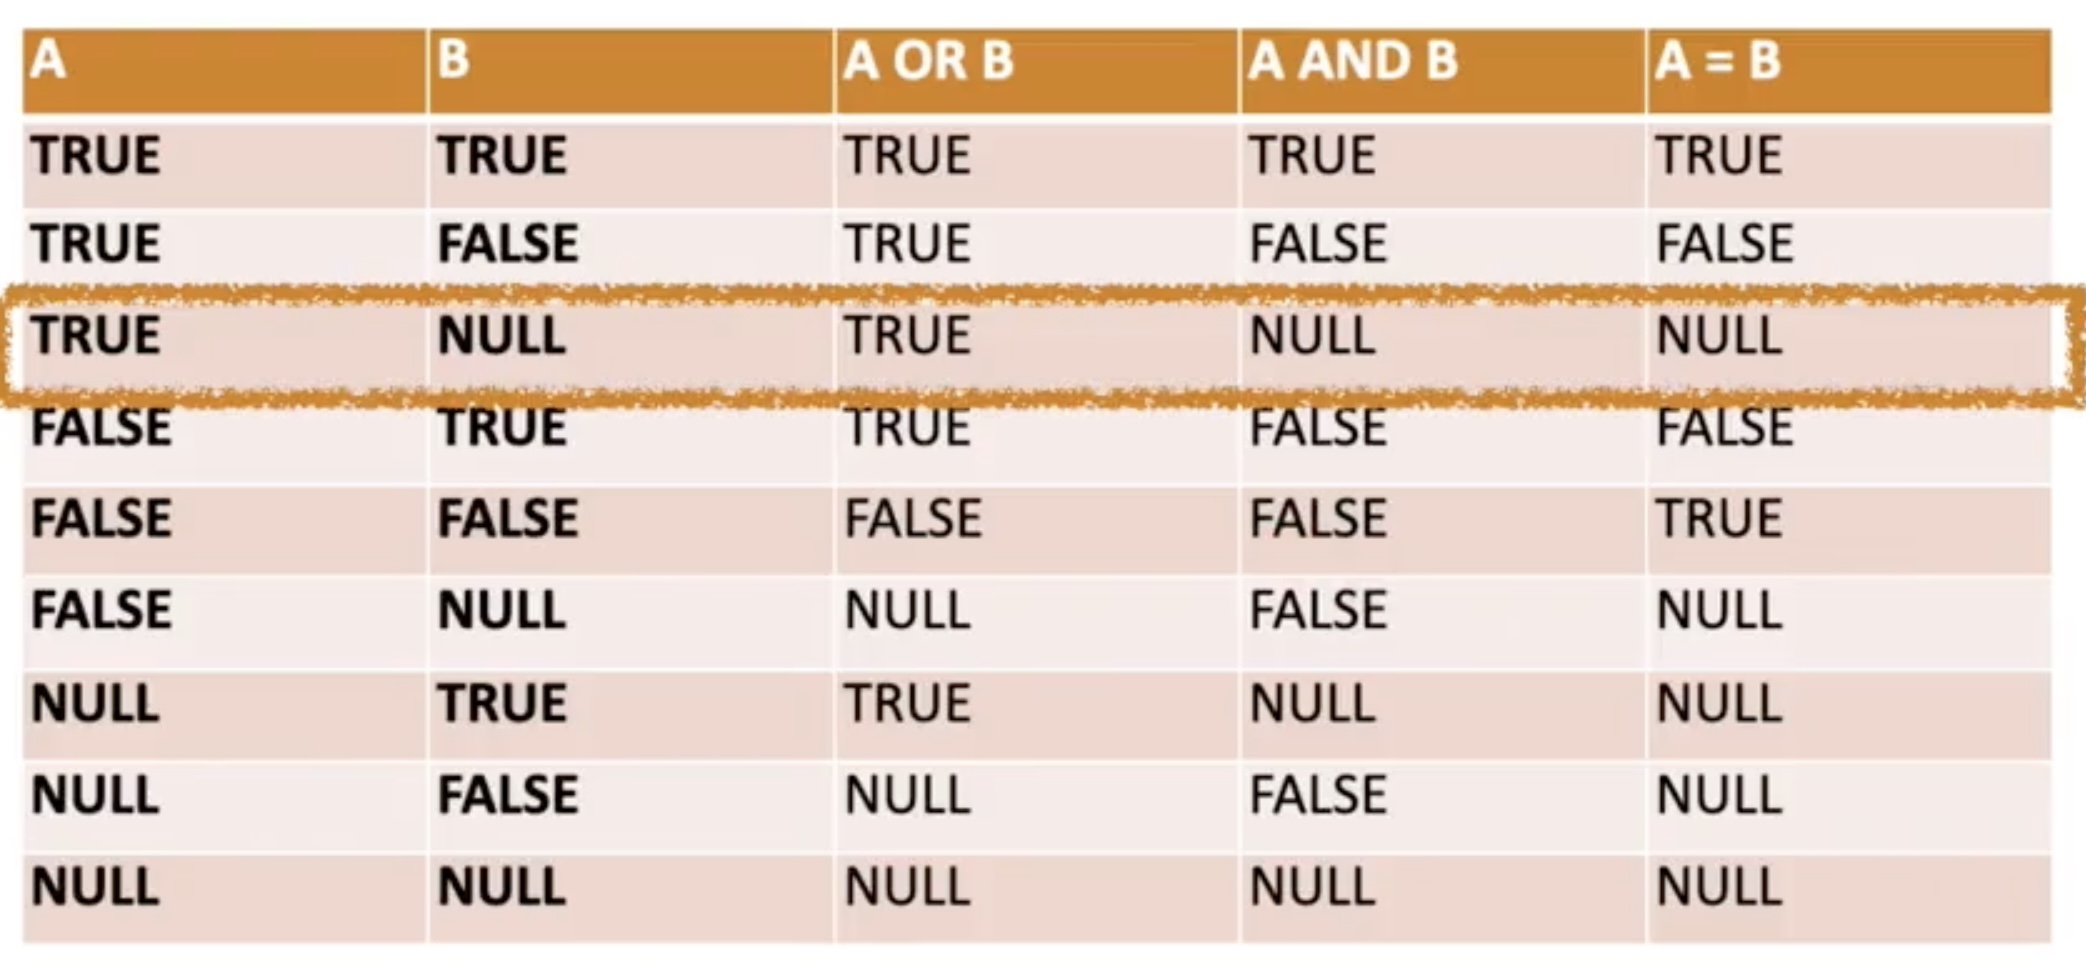 A B A OR B A AND B A = B
TRUE TRUE TRUE TRUE TRUE
TRUE FALSE TRUE FALSE FALSE
TRUE NULL TRUE NULL NULL
FALSE TRUE TRUE FALSE FALSE
FALSE FALSE FALSE FALSE TRUE
FALSE NULL NULL FALSE NULL
NULL TRUE TRUE NULL NULL
NULL FALSE NULL FALSE NULL
NULL NULL NULL NULL NULL